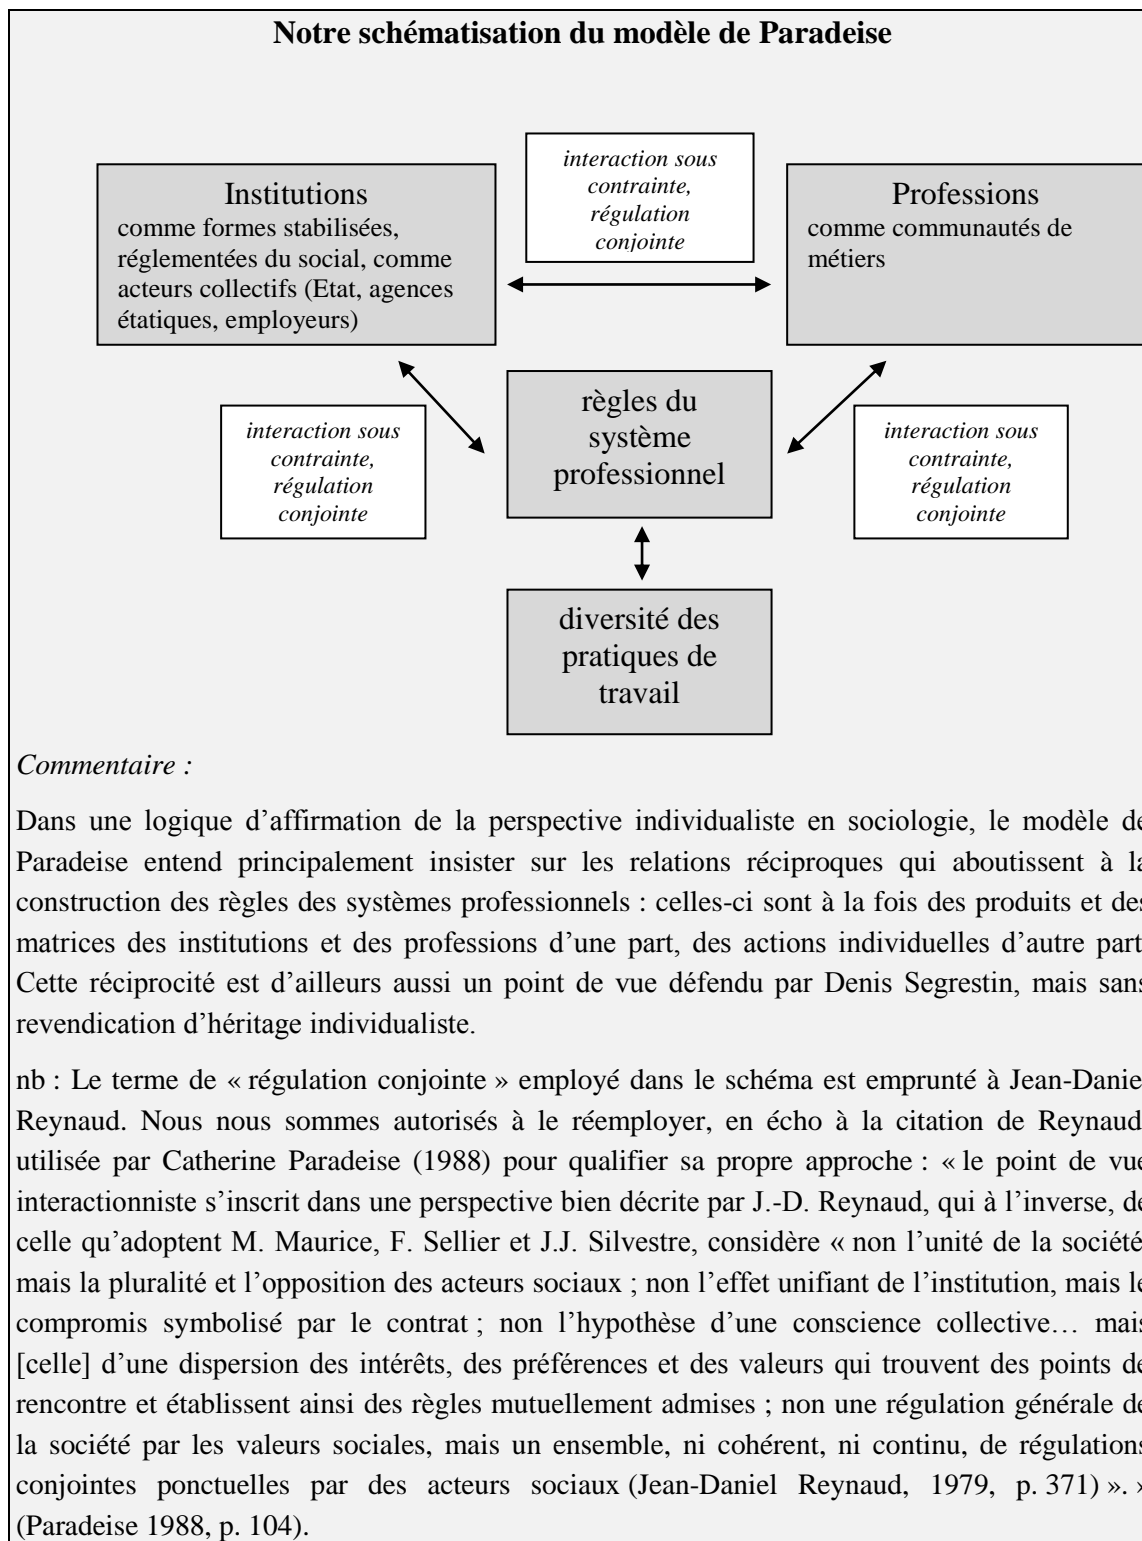 Notre schématisation du modèle de Paradeise
interaction sous
contrainte,
régulation
conjointe
Institutions
comme formes stabilisées,
réglementées du social, comme
acteurs collectifs (Etat, agences
étatiques, employeurs)
Professions
comme communautés de
métiers
interaction sous
contrainte,
régulation
conjointe
règles du
système
professionnel
interaction sous
contrainte,
régulation
conjointe
diversité des
pratiques de
travail
Commentaire :
Dans une logique d’affirmation de la perspective individualiste en sociologie, le modèle de
Paradeise entend principalement insister sur les relations réciproques qui aboutissent à la
construction des règles des systèmes professionnels : celles-ci sont à la fois des produits et des
matrices des institutions et des professions d’une part, des actions individuelles d’autre part
Cette réciprocité est d’ailleurs aussi un point de vue défendu par Denis Segrestin, mais sans
revendication d’héritage individualiste.
nb : Le terme de « régulation conjointe » employé dans le schéma est emprunté à Jean-Danie
Reynaud. Nous nous sommes autorisés à le réemployer, en écho à la citation de Reynaud
utilisée par Catherine Paradeise (1988) pour qualifier sa propre approche : « le point de vue
interactionniste s’inscrit dans une perspective bien décrite par J.-D. Reynaud, qui à l’inverse, de
celle qu’adoptent M. Maurice, F. Sellier et J.J. Silvestre, considère « non l’unité de la société
mais la pluralité et l’opposition des acteurs sociaux ; non l’effet unifiant de l’institution, mais le
compromis symbolisé par le contrat ; non l’hypothèse d’une conscience collective… mais
[celle] d’une dispersion des intérêts, des préférences et des valeurs qui trouvent des points de
rencontre et établissent ainsi des règles mutuellement admises ; non une régulation générale de
la société par les valeurs sociales, mais un ensemble, ni cohérent, ni continu, de régulations
conjointes ponctuelles par des acteurs sociaux (Jean-Daniel Reynaud, 1979, p. 371) ». »
(Paradeise 1988, p. 104).